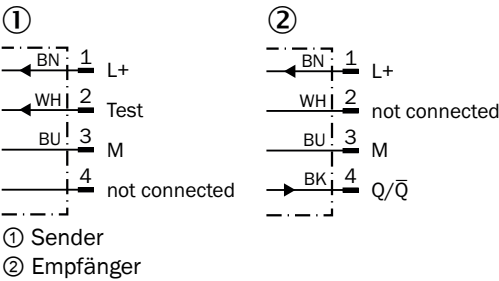 ① ②
BN 1 L+
WH 2 Test
BU 3 M
4 not connected
BN 1 L+
WH 2 not connected
BU 3 M
BK 4 Q/Q̅
① Sender
② Empfänger